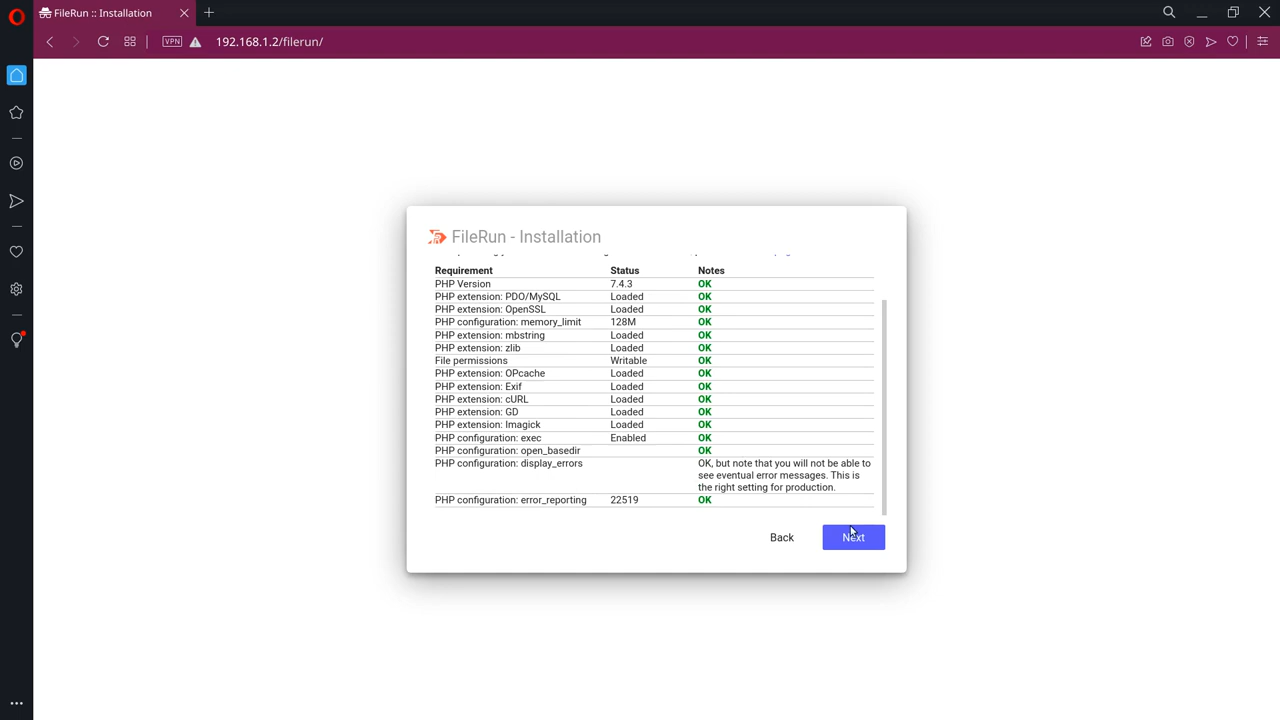 FileRun :: Installation
VPN
192.168.1.2/filerun/
FileRun - Installation
Requirement Status Notes
PHP Version 7.4.3 OK
PHP extension: PDO/MySQL Loaded OK
PHP extension: OpenSSL Loaded OK
PHP configuration: memory_limit 128M OK
PHP extension: mbstring Loaded OK
PHP extension: zlib Loaded OK
File permissions Writable OK
PHP extension: OPcache Loaded OK
PHP extension: Exif Loaded OK
PHP extension: cURL Loaded OK
PHP extension: GD Loaded OK
PHP extension: Imagick Loaded OK
PHP configuration: exec Enabled OK
PHP configuration: open_basedir OK
PHP configuration: display_errors OK, but note that you will not be able to
see eventual error messages. This is
the right setting for production.
PHP configuration: error_reporting 22519 OK
Back Next